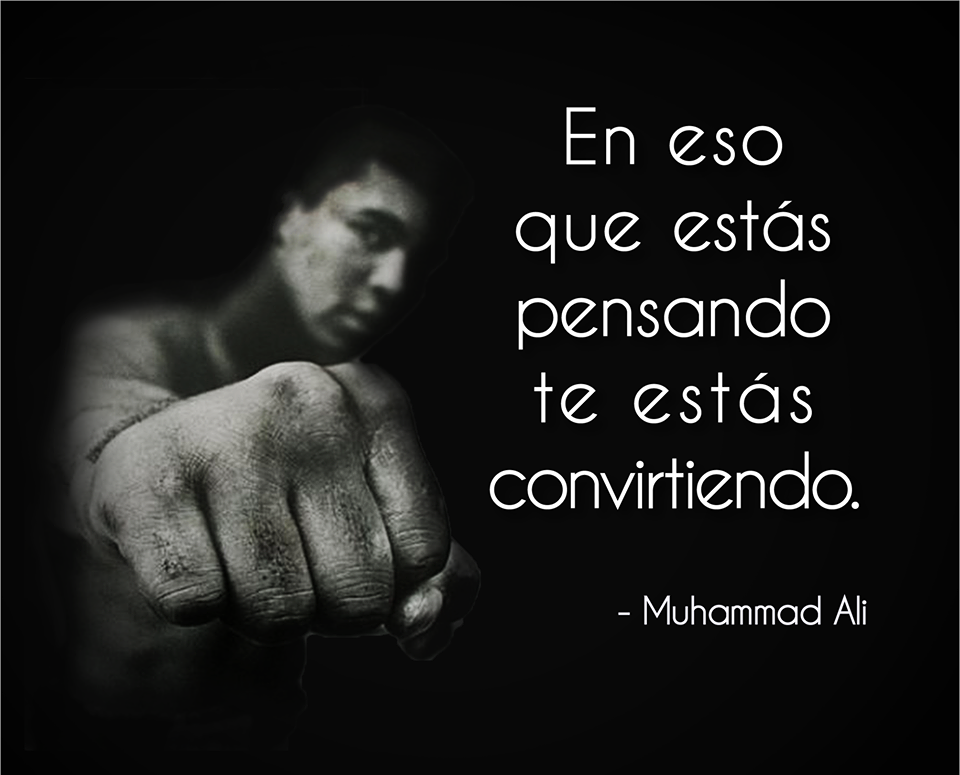 En eso
que estás
pensando
te estás
convirtiendo.
- Muhammad Ali